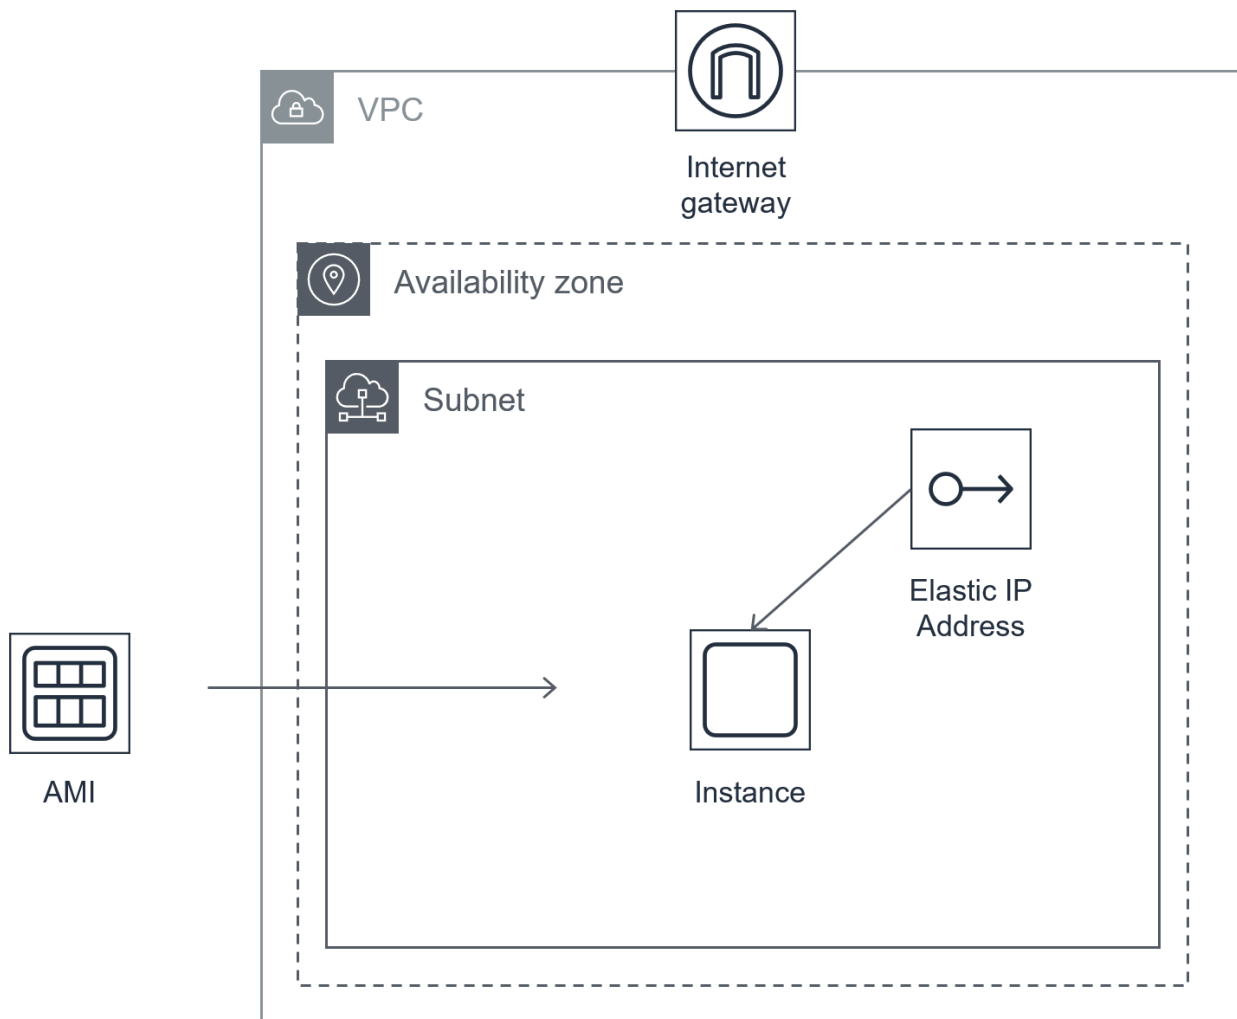 VPC
Internet
gateway
Availability zone
Subnet
Elastic IP
Address
AMI
Instance